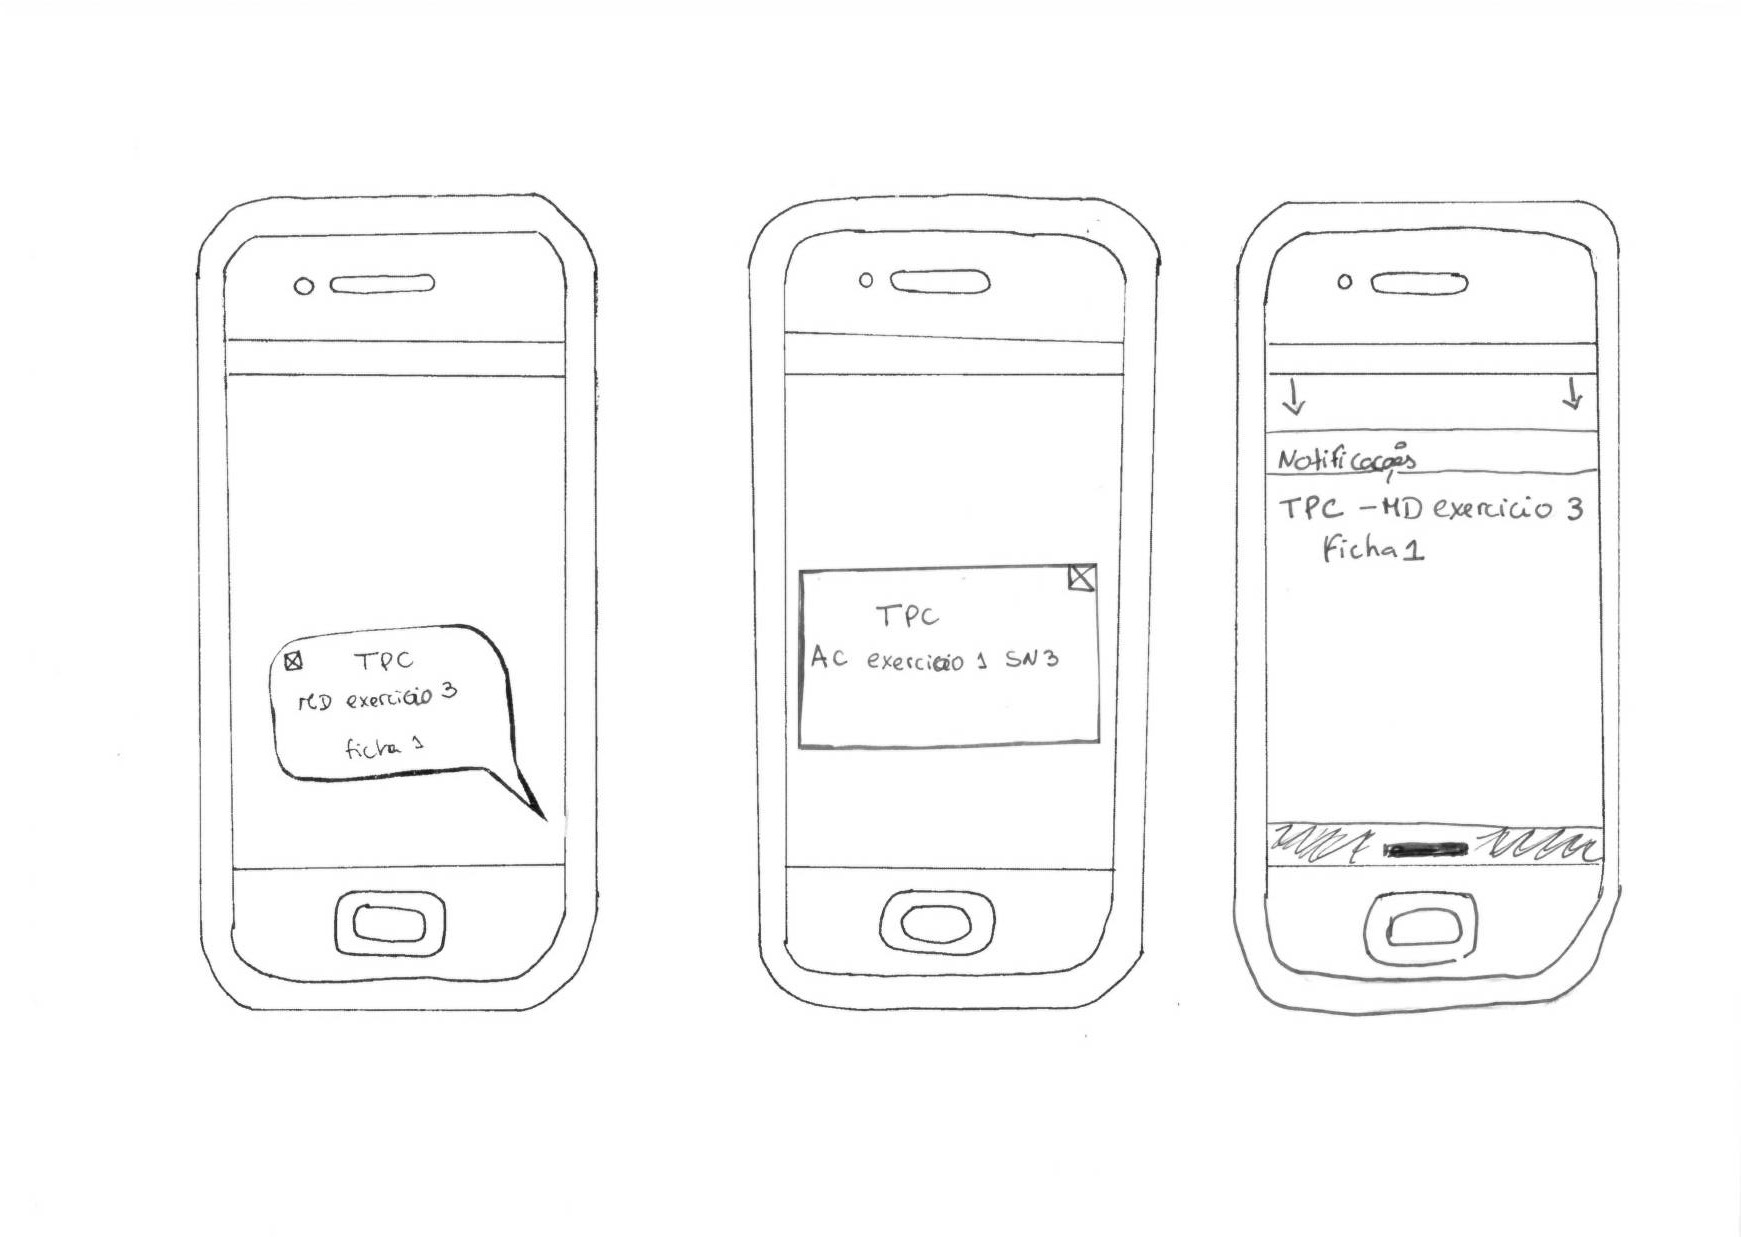 TPC
MD exercicio 3
ficha 1
TPC
AC exercicio 1 SN3
Notificações
TPC - MD exercicio 3
Ficha 1